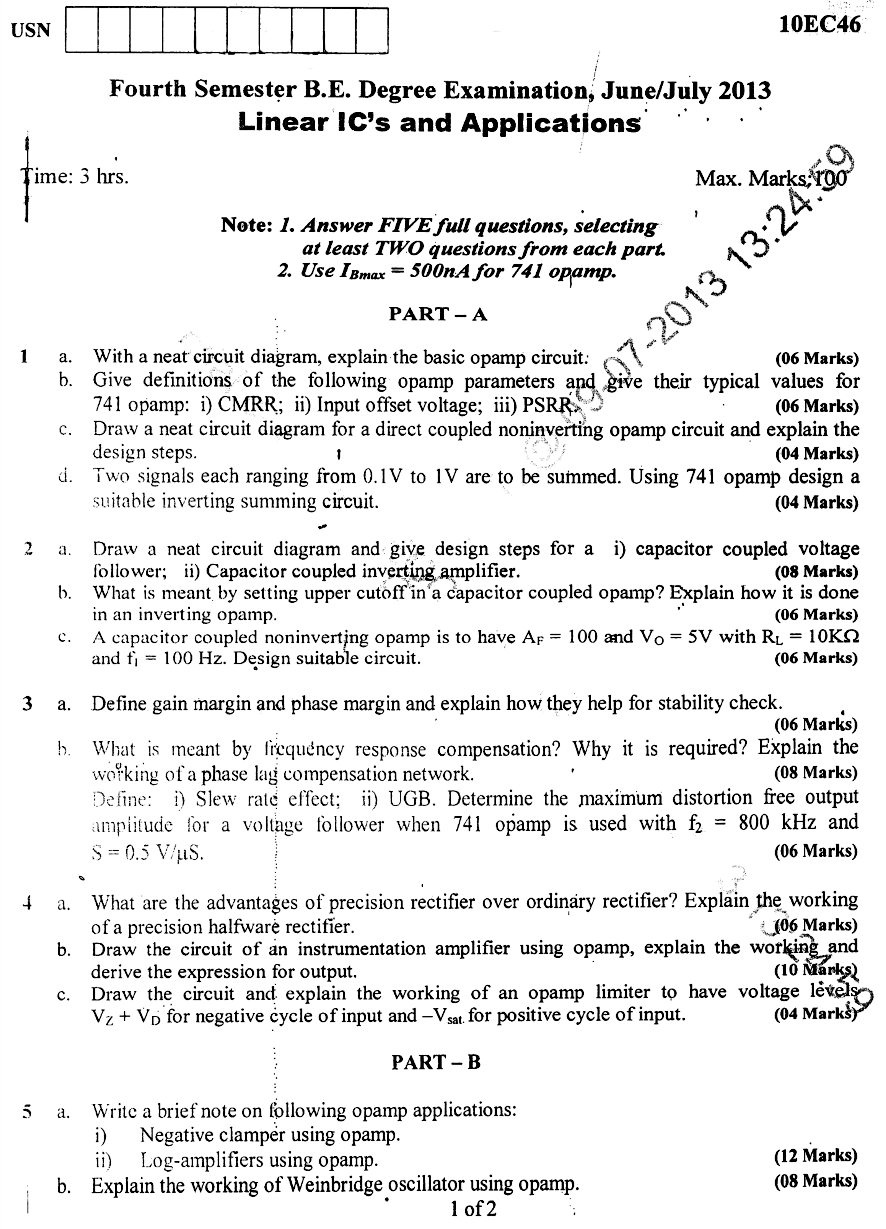 USN
10EC46
Fourth Semester B.E. Degree Examination, June/July 2013
Linear IC's and Applications
Time: 3 hrs.
Max. Marks:100
Note: 1. Answer FIVE full questions, selecting
at least TWO questions from each part.
2. Use IBmax = 500nA for 741 opamp.
@ 09-07-2013 13:24:59
PART – A
1 a. With a neat circuit diagram, explain the basic opamp circuit. (06 Marks)
b. Give definitions of the following opamp parameters and give their typical values for
741 opamp: i) CMRR; ii) Input offset voltage; iii) PSRR. (06 Marks)
c. Draw a neat circuit diagram for a direct coupled noninverting opamp circuit and explain the
design steps. (04 Marks)
d. Two signals each ranging from 0.1V to 1V are to be summed. Using 741 opamp design a
suitable inverting summing circuit. (04 Marks)
2 a. Draw a neat circuit diagram and give design steps for a i) capacitor coupled voltage
follower; ii) Capacitor coupled inverting amplifier. (08 Marks)
b. What is meant by setting upper cutoff in a capacitor coupled opamp? Explain how it is done
in an inverting opamp. (06 Marks)
c. A capacitor coupled noninverting opamp is to have AF = 100 and VO = 5V with RL = 10KΩ
and f1 = 100 Hz. Design suitable circuit. (06 Marks)
3 a. Define gain margin and phase margin and explain how they help for stability check.
(06 Marks)
b. What is meant by frequency response compensation? Why it is required? Explain the
working of a phase lag compensation network. (08 Marks)
Define: i) Slew rate effect; ii) UGB. Determine the maximum distortion free output
amplitude for a voltage follower when 741 opamp is used with f2 = 800 kHz and
S = 0.5 V/µS. (06 Marks)
4 a. What are the advantages of precision rectifier over ordinary rectifier? Explain the working
of a precision halfware rectifier. (06 Marks)
b. Draw the circuit of an instrumentation amplifier using opamp, explain the working and
derive the expression for output. (10 Marks)
c. Draw the circuit and explain the working of an opamp limiter to have voltage levels
VZ + VD for negative cycle of input and –Vsat for positive cycle of input. (04 Marks)
PART – B
5 a. Write a brief note on following opamp applications:
i) Negative clamper using opamp.
ii) Log-amplifiers using opamp. (12 Marks)
b. Explain the working of Weinbridge oscillator using opamp. (08 Marks)
1 of 2